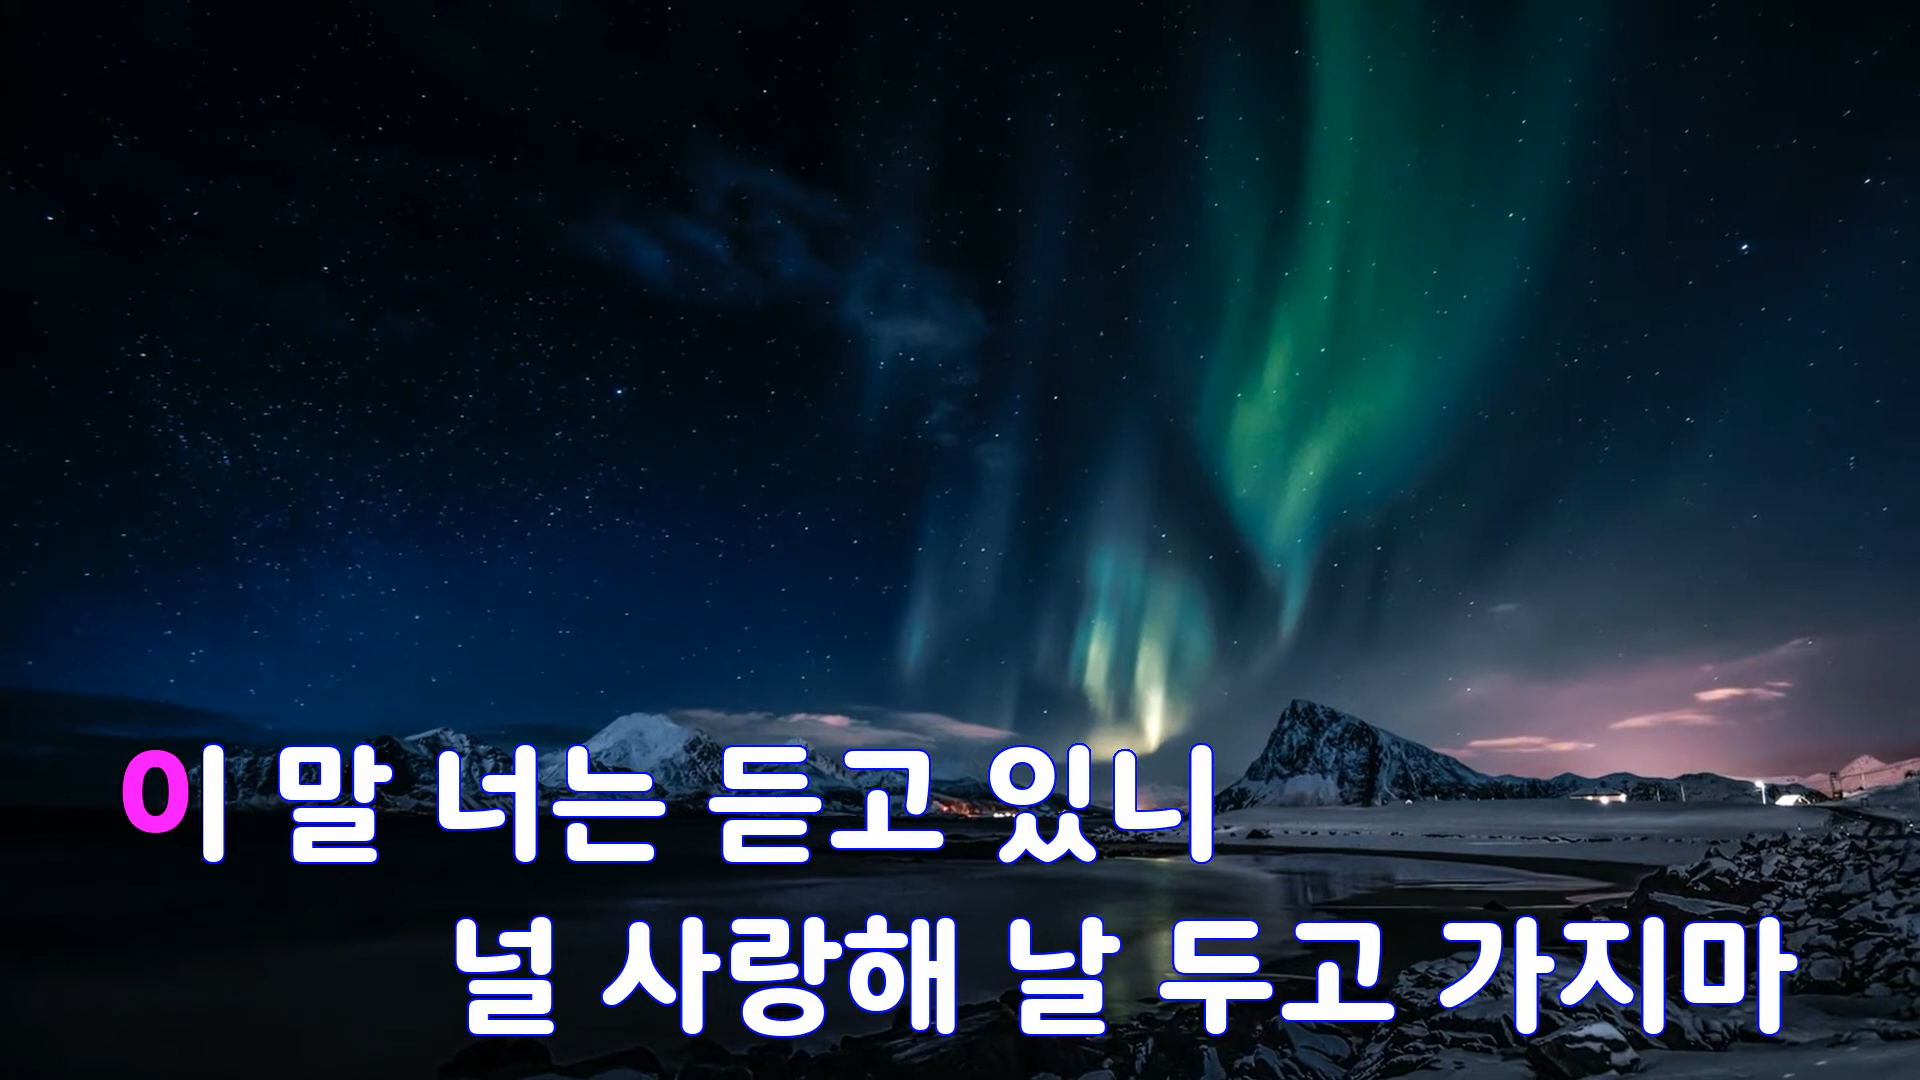 이 말 너는 듣고 있니
널 사랑해 날 두고 가지마